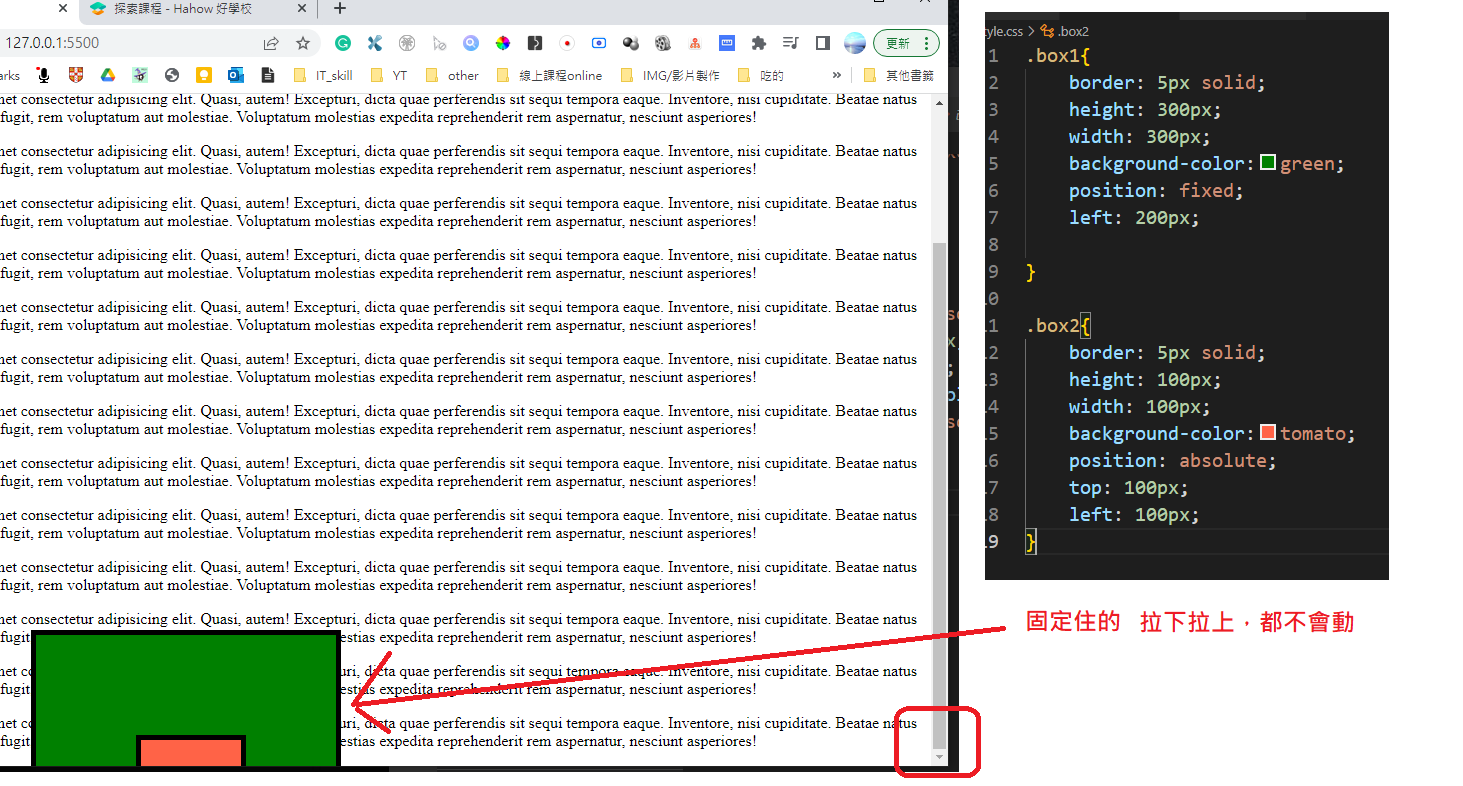 探索課程 - Hahow 好學校
127.0.0.1:5500
更新
arks
IT_skill
YT
other
線上課程online
IMG/影片製作
吃的
»
其他書籤
net consectetur adipisicing elit. Quasi, autem! Excepturi, dicta quae perferendis sit sequi tempora eaque. Inventore, nisi cupiditate. Beatae natus
fugit, rem voluptatum aut molestiae. Voluptatum molestias expedita reprehenderit rem aspernatur, nesciunt asperiores!
net consectetur adipisicing elit. Quasi, autem! Excepturi, dicta quae perferendis sit sequi tempora eaque. Inventore, nisi cupiditate. Beatae natus
fugit, rem voluptatum aut molestiae. Voluptatum molestias expedita reprehenderit rem aspernatur, nesciunt asperiores!
net consectetur adipisicing elit. Quasi, autem! Excepturi, dicta quae perferendis sit sequi tempora eaque. Inventore, nisi cupiditate. Beatae natus
fugit, rem voluptatum aut molestiae. Voluptatum molestias expedita reprehenderit rem aspernatur, nesciunt asperiores!
net consectetur adipisicing elit. Quasi, autem! Excepturi, dicta quae perferendis sit sequi tempora eaque. Inventore, nisi cupiditate. Beatae natus
fugit, rem voluptatum aut molestiae. Voluptatum molestias expedita reprehenderit rem aspernatur, nesciunt asperiores!
net consectetur adipisicing elit. Quasi, autem! Excepturi, dicta quae perferendis sit sequi tempora eaque. Inventore, nisi cupiditate. Beatae natus
fugit, rem voluptatum aut molestiae. Voluptatum molestias expedita reprehenderit rem aspernatur, nesciunt asperiores!
net consectetur adipisicing elit. Quasi, autem! Excepturi, dicta quae perferendis sit sequi tempora eaque. Inventore, nisi cupiditate. Beatae natus
fugit, rem voluptatum aut molestiae. Voluptatum molestias expedita reprehenderit rem aspernatur, nesciunt asperiores!
net consectetur adipisicing elit. Quasi, autem! Excepturi, dicta quae perferendis sit sequi tempora eaque. Inventore, nisi cupiditate. Beatae natus
fugit, rem voluptatum aut molestiae. Voluptatum molestias expedita reprehenderit rem aspernatur, nesciunt asperiores!
net consectetur adipisicing elit. Quasi, autem! Excepturi, dicta quae perferendis sit sequi tempora eaque. Inventore, nisi cupiditate. Beatae natus
fugit, rem voluptatum aut molestiae. Voluptatum molestias expedita reprehenderit rem aspernatur, nesciunt asperiores!
net consectetur adipisicing elit. Quasi, autem! Excepturi, dicta quae perferendis sit sequi tempora eaque. Inventore, nisi cupiditate. Beatae natus
fugit, rem voluptatum aut molestiae. Voluptatum molestias expedita reprehenderit rem aspernatur, nesciunt asperiores!
net consectetur adipisicing elit. Quasi, autem! Excepturi, dicta quae perferendis sit sequi tempora eaque. Inventore, nisi cupiditate. Beatae natus
fugit, rem voluptatum aut molestiae. Voluptatum molestias expedita reprehenderit rem aspernatur, nesciunt asperiores!
net consectetur adipisicing elit. Quasi, autem! Excepturi, dicta quae perferendis sit sequi tempora eaque. Inventore, nisi cupiditate. Beatae natus
fugit estias expedita reprehenderit rem aspernatur, nesciunt asperiores!
net c uri, dicta quae perferendis sit sequi tempora eaque. Inventore, nisi cupiditate. Beatae natus
fugit estias expedita reprehenderit rem aspernatur, nesciunt asperiores!
net c uri, dicta quae perferendis sit sequi tempora eaque. Inventore, nisi cupiditate. Beatae natus
fugit estias expedita reprehenderit rem aspernatur, nesciunt asperiores!
tyle.css > .box2
1 .box1{
2 border: 5px solid;
3 height: 300px;
4 width: 300px;
5 background-color: green;
6 position: fixed;
7 left: 200px;
8
9 }
10
11 .box2{
12 border: 5px solid;
13 height: 100px;
14 width: 100px;
15 background-color: tomato;
16 position: absolute;
17 top: 100px;
18 left: 100px;
19 }
固定住的 拉下拉上，都不會動